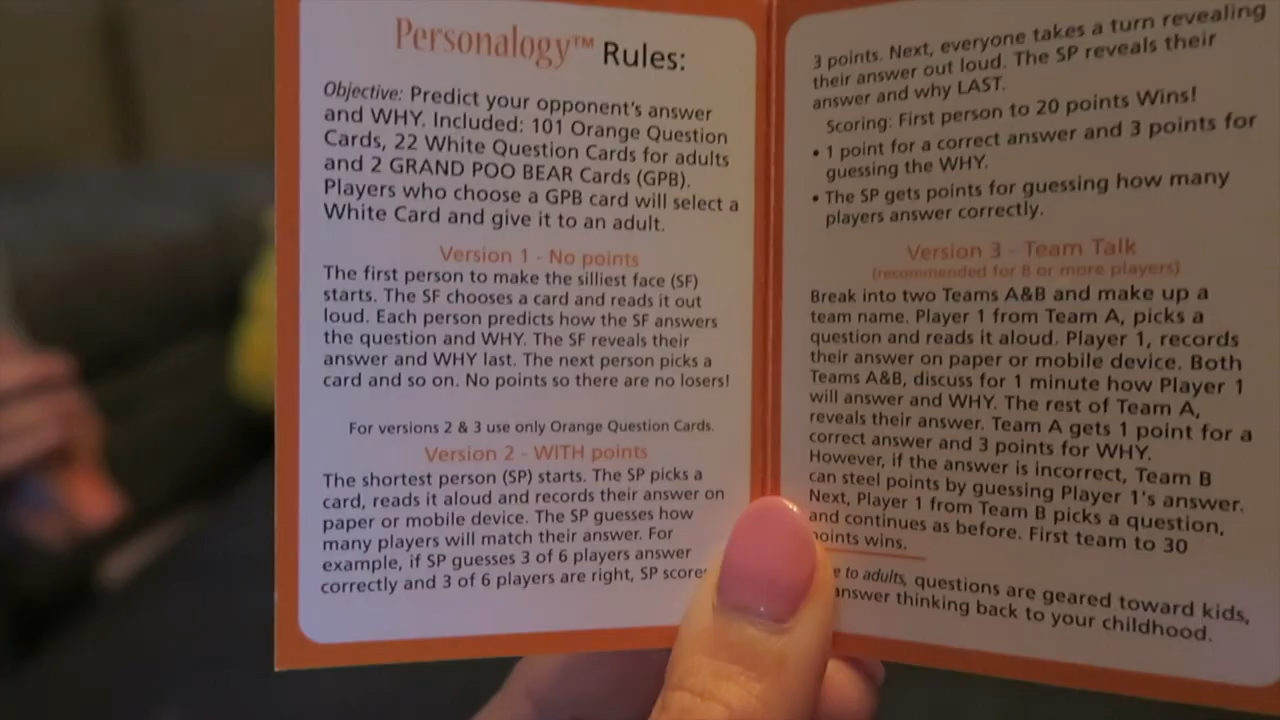 Personalogy™ Rules:
Objective: Predict your opponent's answer
and WHY. Included: 101 Orange Question
Cards, 22 White Question Cards for adults
and 2 GRAND POO BEAR Cards (GPB).
Players who choose a GPB card will select a
White Card and give it to an adult.
Version 1 - No points
The first person to make the silliest face (SF)
starts. The SF chooses a card and reads it out
loud. Each person predicts how the SF answers
the question and WHY. The SF reveals their
answer and WHY last. The next person picks a
card and so on. No points so there are no losers!
For versions 2 & 3 use only Orange Question Cards.
Version 2 - WITH points
The shortest person (SP) starts. The SP picks a
card, reads it aloud and records their answer on
paper or mobile device. The SP guesses how
many players will match their answer. For
example, if SP guesses 3 of 6 players answer
correctly and 3 of 6 players are right, SP score
3 points. Next, everyone takes a turn revealing
their answer out loud. The SP reveals their
answer and why LAST.
Scoring: First person to 20 points Wins!
• 1 point for a correct answer and 3 points for
guessing the WHY.
• The SP gets points for guessing how many
players answer correctly.
Version 3 - Team Talk
(recommended for 8 or more players)
Break into two Teams A&B and make up a
team name. Player 1 from Team A, picks a
question and reads it aloud. Player 1, records
their answer on paper or mobile device. Both
Teams A&B, discuss for 1 minute how Player 1
will answer and WHY. The rest of Team A,
reveals their answer. Team A gets 1 point for a
correct answer and 3 points for WHY.
However, if the answer is incorrect, Team B
can steel points by guessing Player 1's answer.
Next, Player 1 from Team B picks a question,
and continues as before. First team to 30
points wins.
e to adults, questions are geared toward kids,
answer thinking back to your childhood.